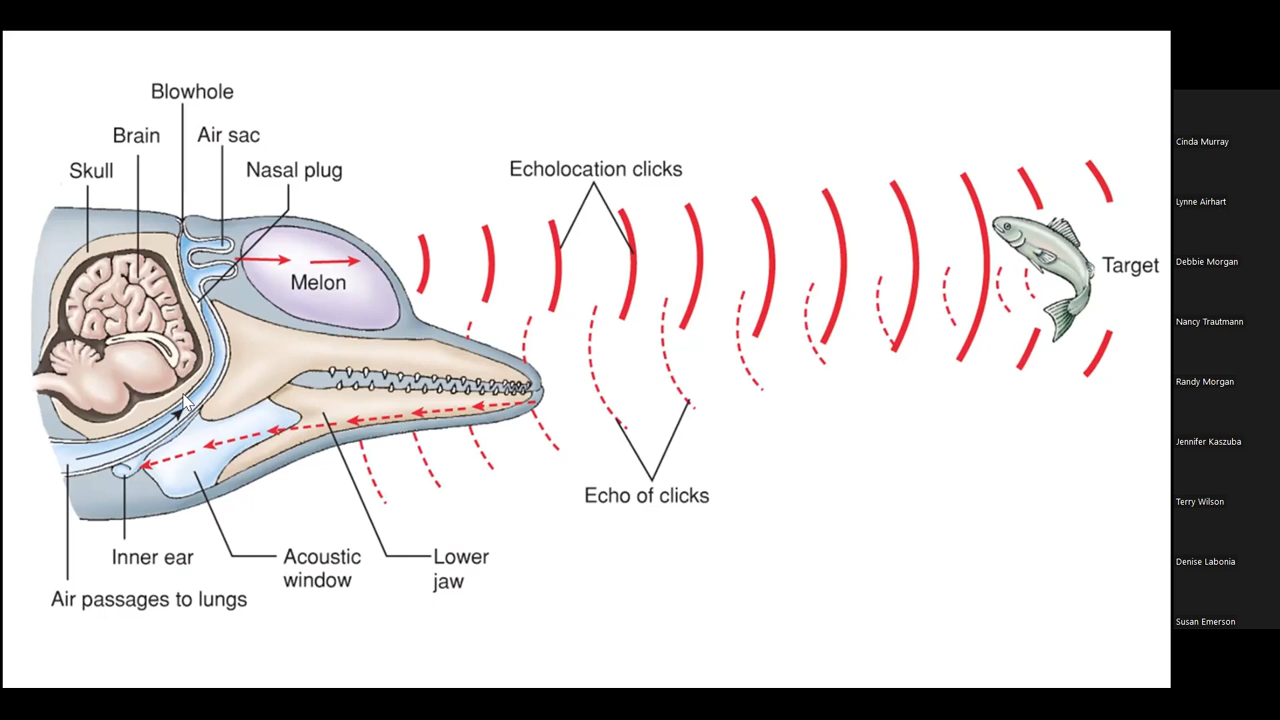 Blowhole
Brain
Air sac
Skull
Nasal plug
Echolocation clicks
Melon
Target
Echo of clicks
Inner ear
Acoustic
window
Lower
jaw
Air passages to lungs
Cinda Murray
Lynne Airhart
Debbie Morgan
Nancy Trautmann
Randy Morgan
Jennifer Kaszuba
Terry Wilson
Denise Labonia
Susan Emerson